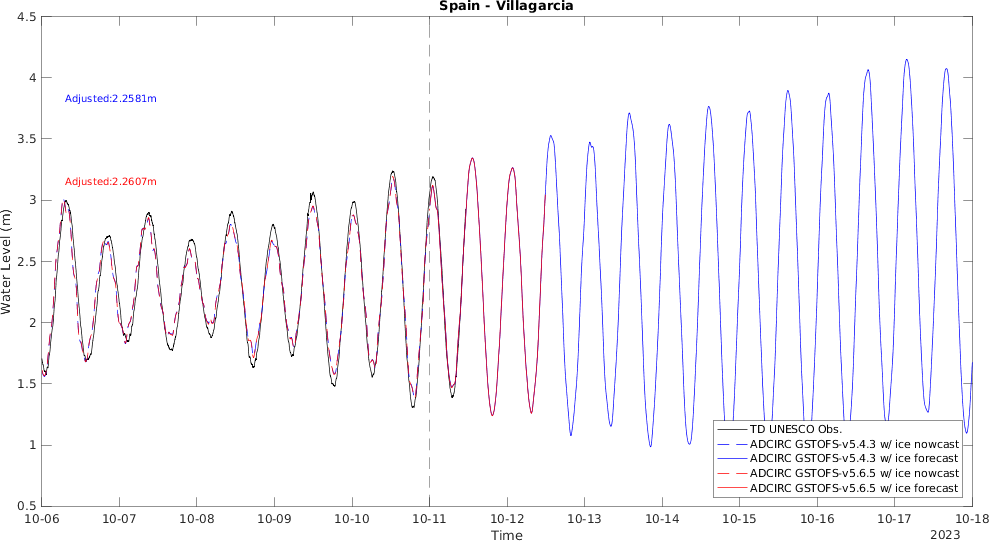 Spain - Villagarcia
4.5
4
3.5
3
2.5
2
1.5
1
0.5
Water Level (m)
Adjusted:2.2581m
Adjusted:2.2607m
TD UNESCO Obs.
ADCIRC GSTOFS-v5.4.3 w/ ice nowcast
ADCIRC GSTOFS-v5.4.3 w/ ice forecast
ADCIRC GSTOFS-v5.6.5 w/ ice nowcast
ADCIRC GSTOFS-v5.6.5 w/ ice forecast
10-06 10-07 10-08 10-09 10-10 10-11 10-12 10-13 10-14 10-15 10-16 10-17 10-18
Time
2023